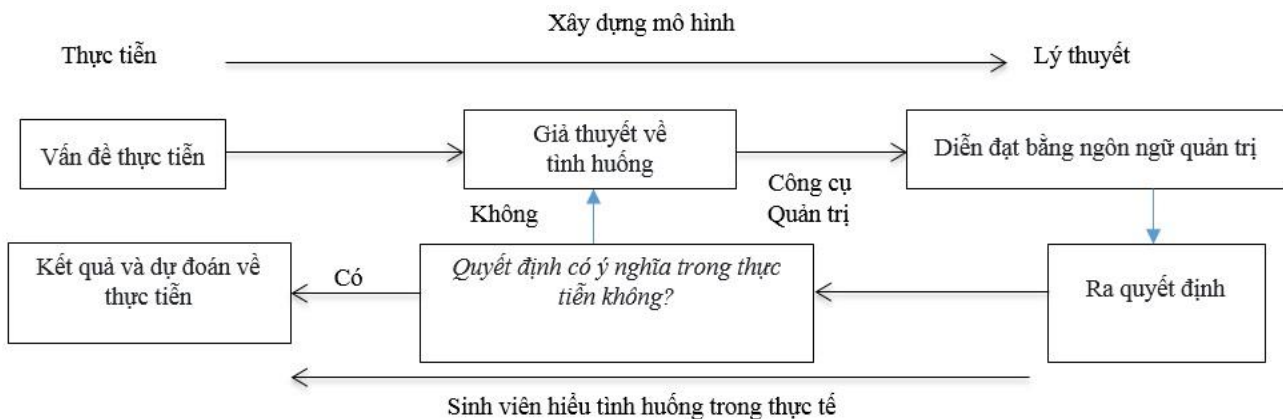 Xây dựng mô hình
Thực tiễn
Lý thuyết
Vấn đề thực tiễn
Giả thuyết về
tình huống
Công cụ
Quản trị
Diễn đạt bằng ngôn ngữ quản trị
Không
Kết quả và dự đoán về
thực tiễn
Có
Quyết định có ý nghĩa trong thực
tiễn không?
Ra quyết định
Sinh viên hiểu tình huống trong thực tế